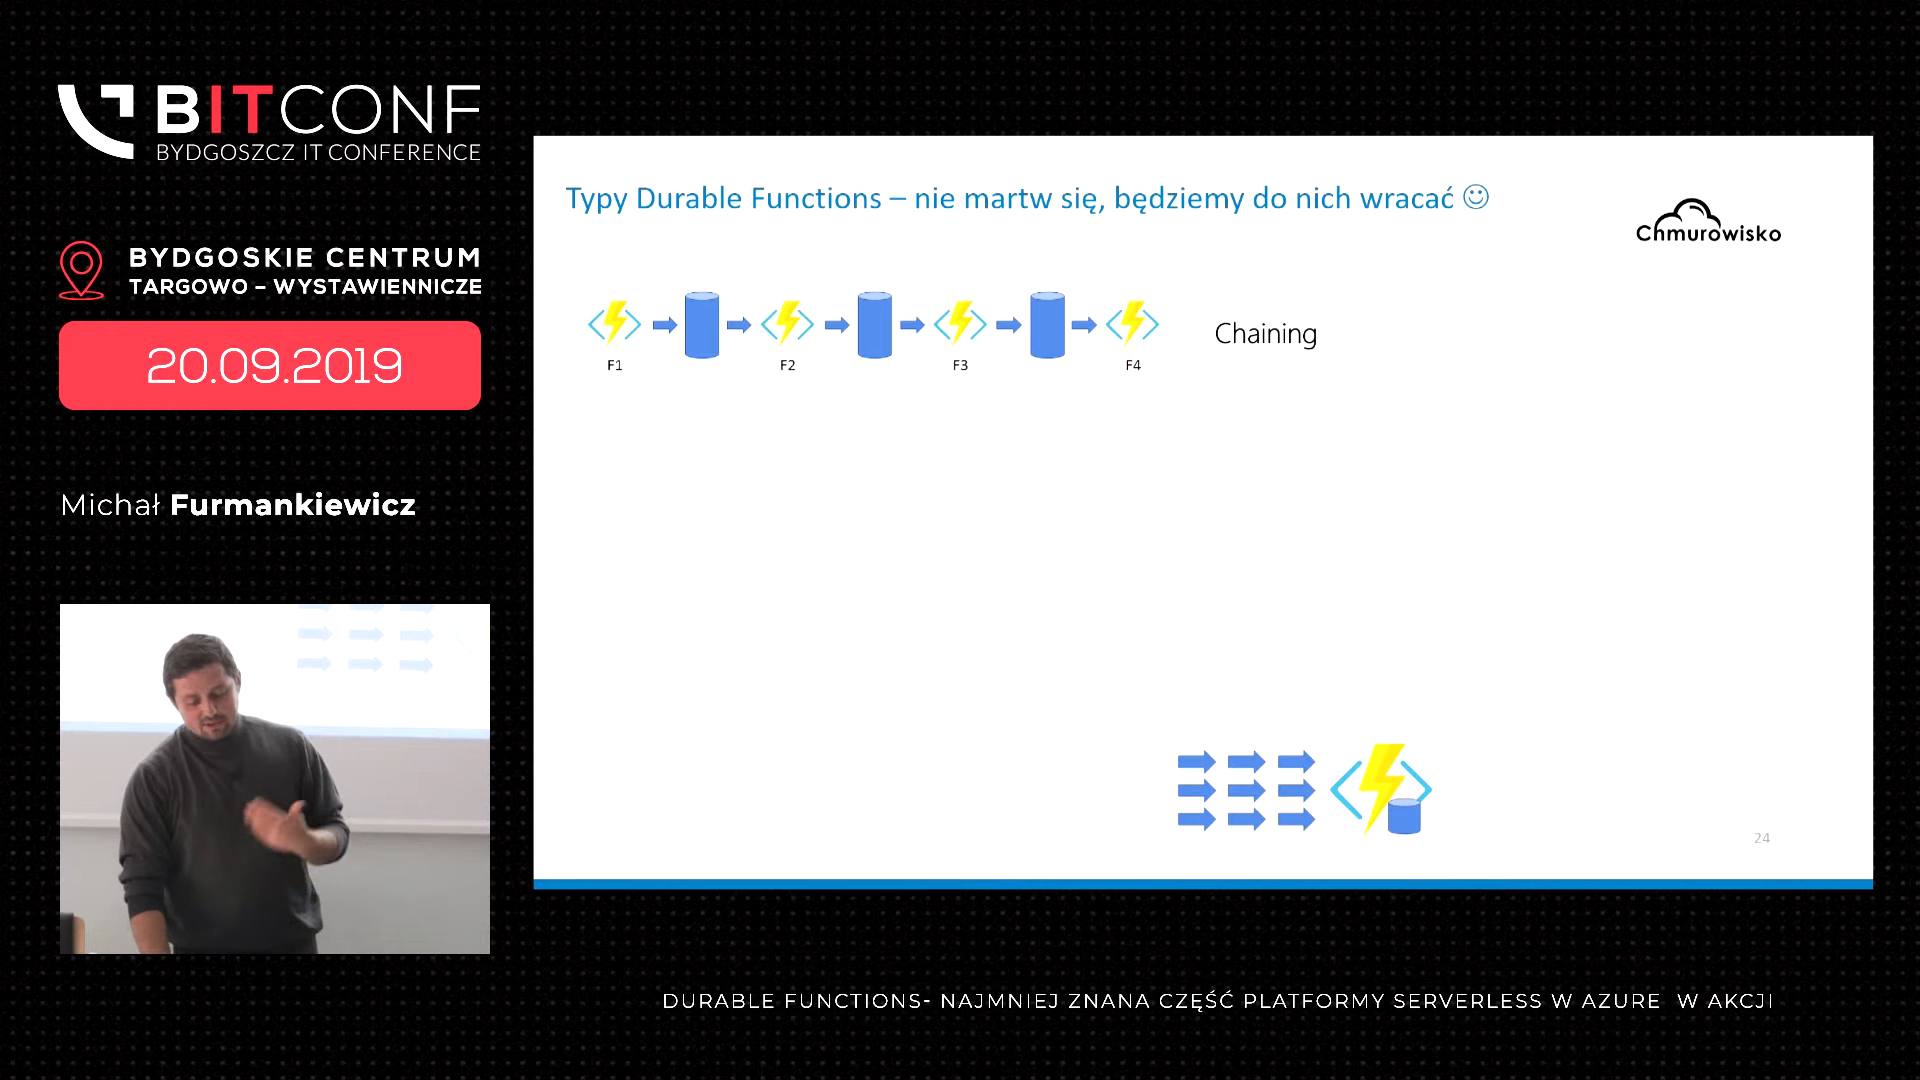 BITCONF
BYDGOSZCZ IT CONFERENCE
BYDGOSKIE CENTRUM
TARGOWO – WYSTAWIENNICZE
20.09.2019
Michał Furmankiewicz
Typy Durable Functions – nie martw się, będziemy do nich wracać ☺
Chmurowisko
F1 F2 F3 F4
Chaining
24
DURABLE FUNCTIONS- NAJMNIEJ ZNANA CZĘŚĆ PLATFORMY SERVERLESS W AZURE W AKCJI